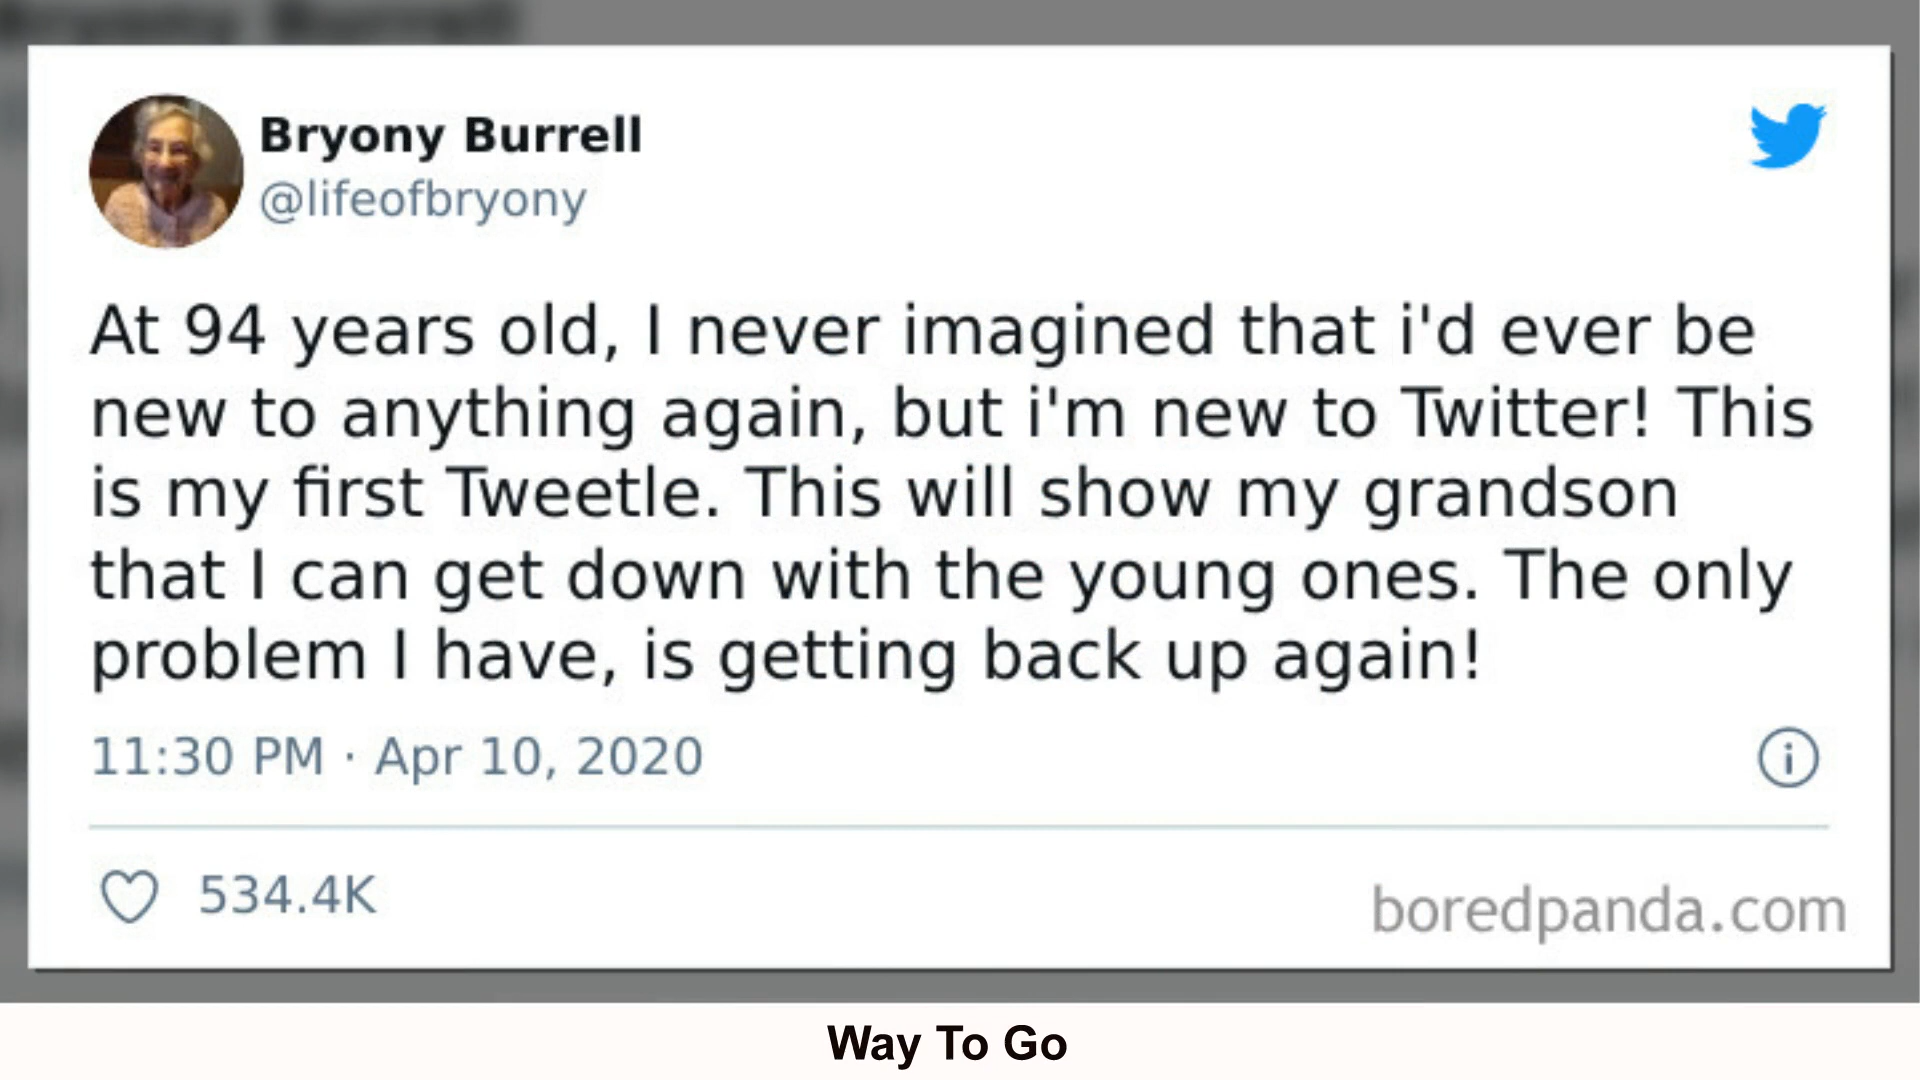 Bryony Burrell
@lifeofbryony
At 94 years old, I never imagined that i'd ever be
new to anything again, but i'm new to Twitter! This
is my first Tweetle. This will show my grandson
that I can get down with the young ones. The only
problem I have, is getting back up again!
11:30 PM · Apr 10, 2020
534.4K
boredpanda.com
Way To Go